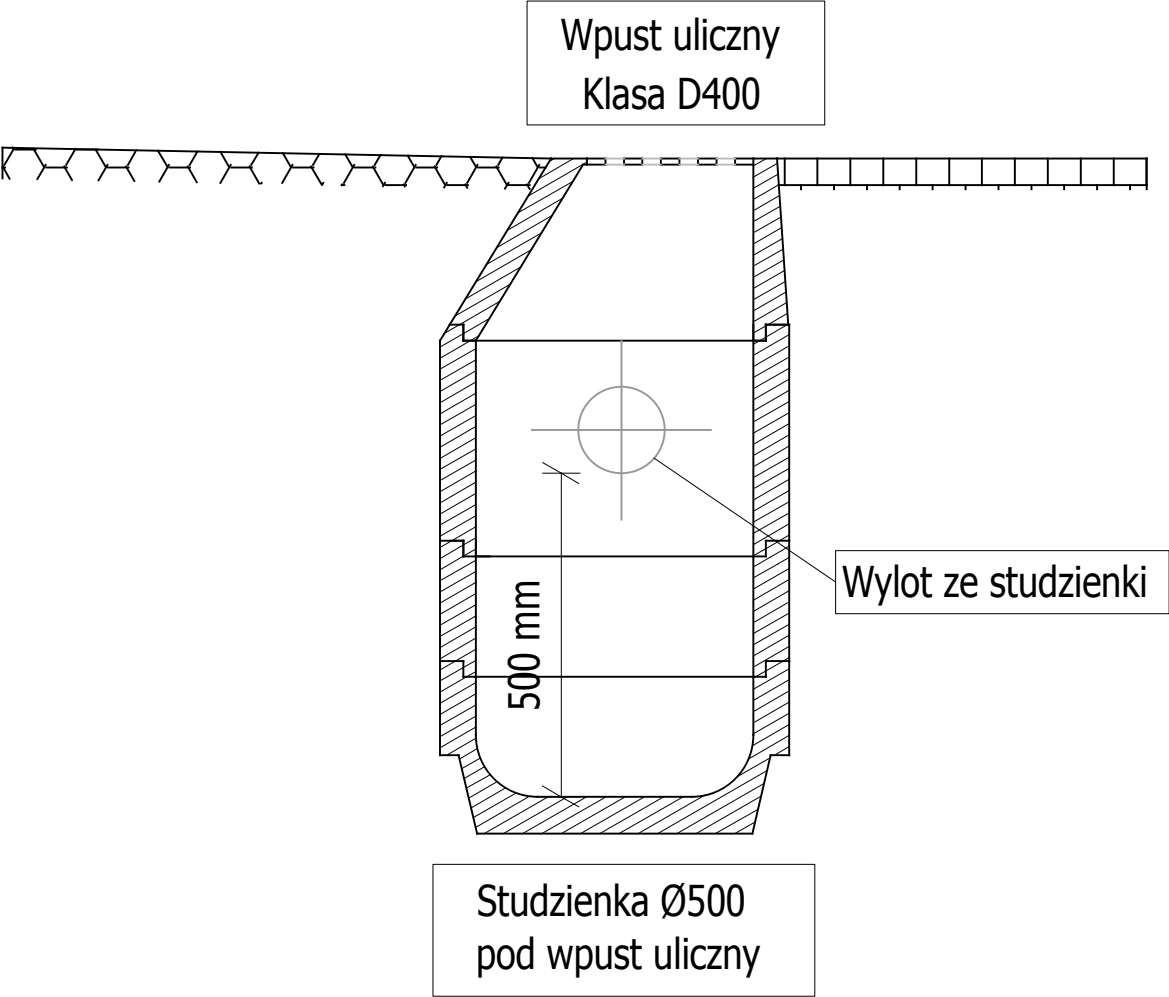 Wpust uliczny
Klasa D400
Wylot ze studzienki
500 mm
Studzienka Ø500
pod wpust uliczny